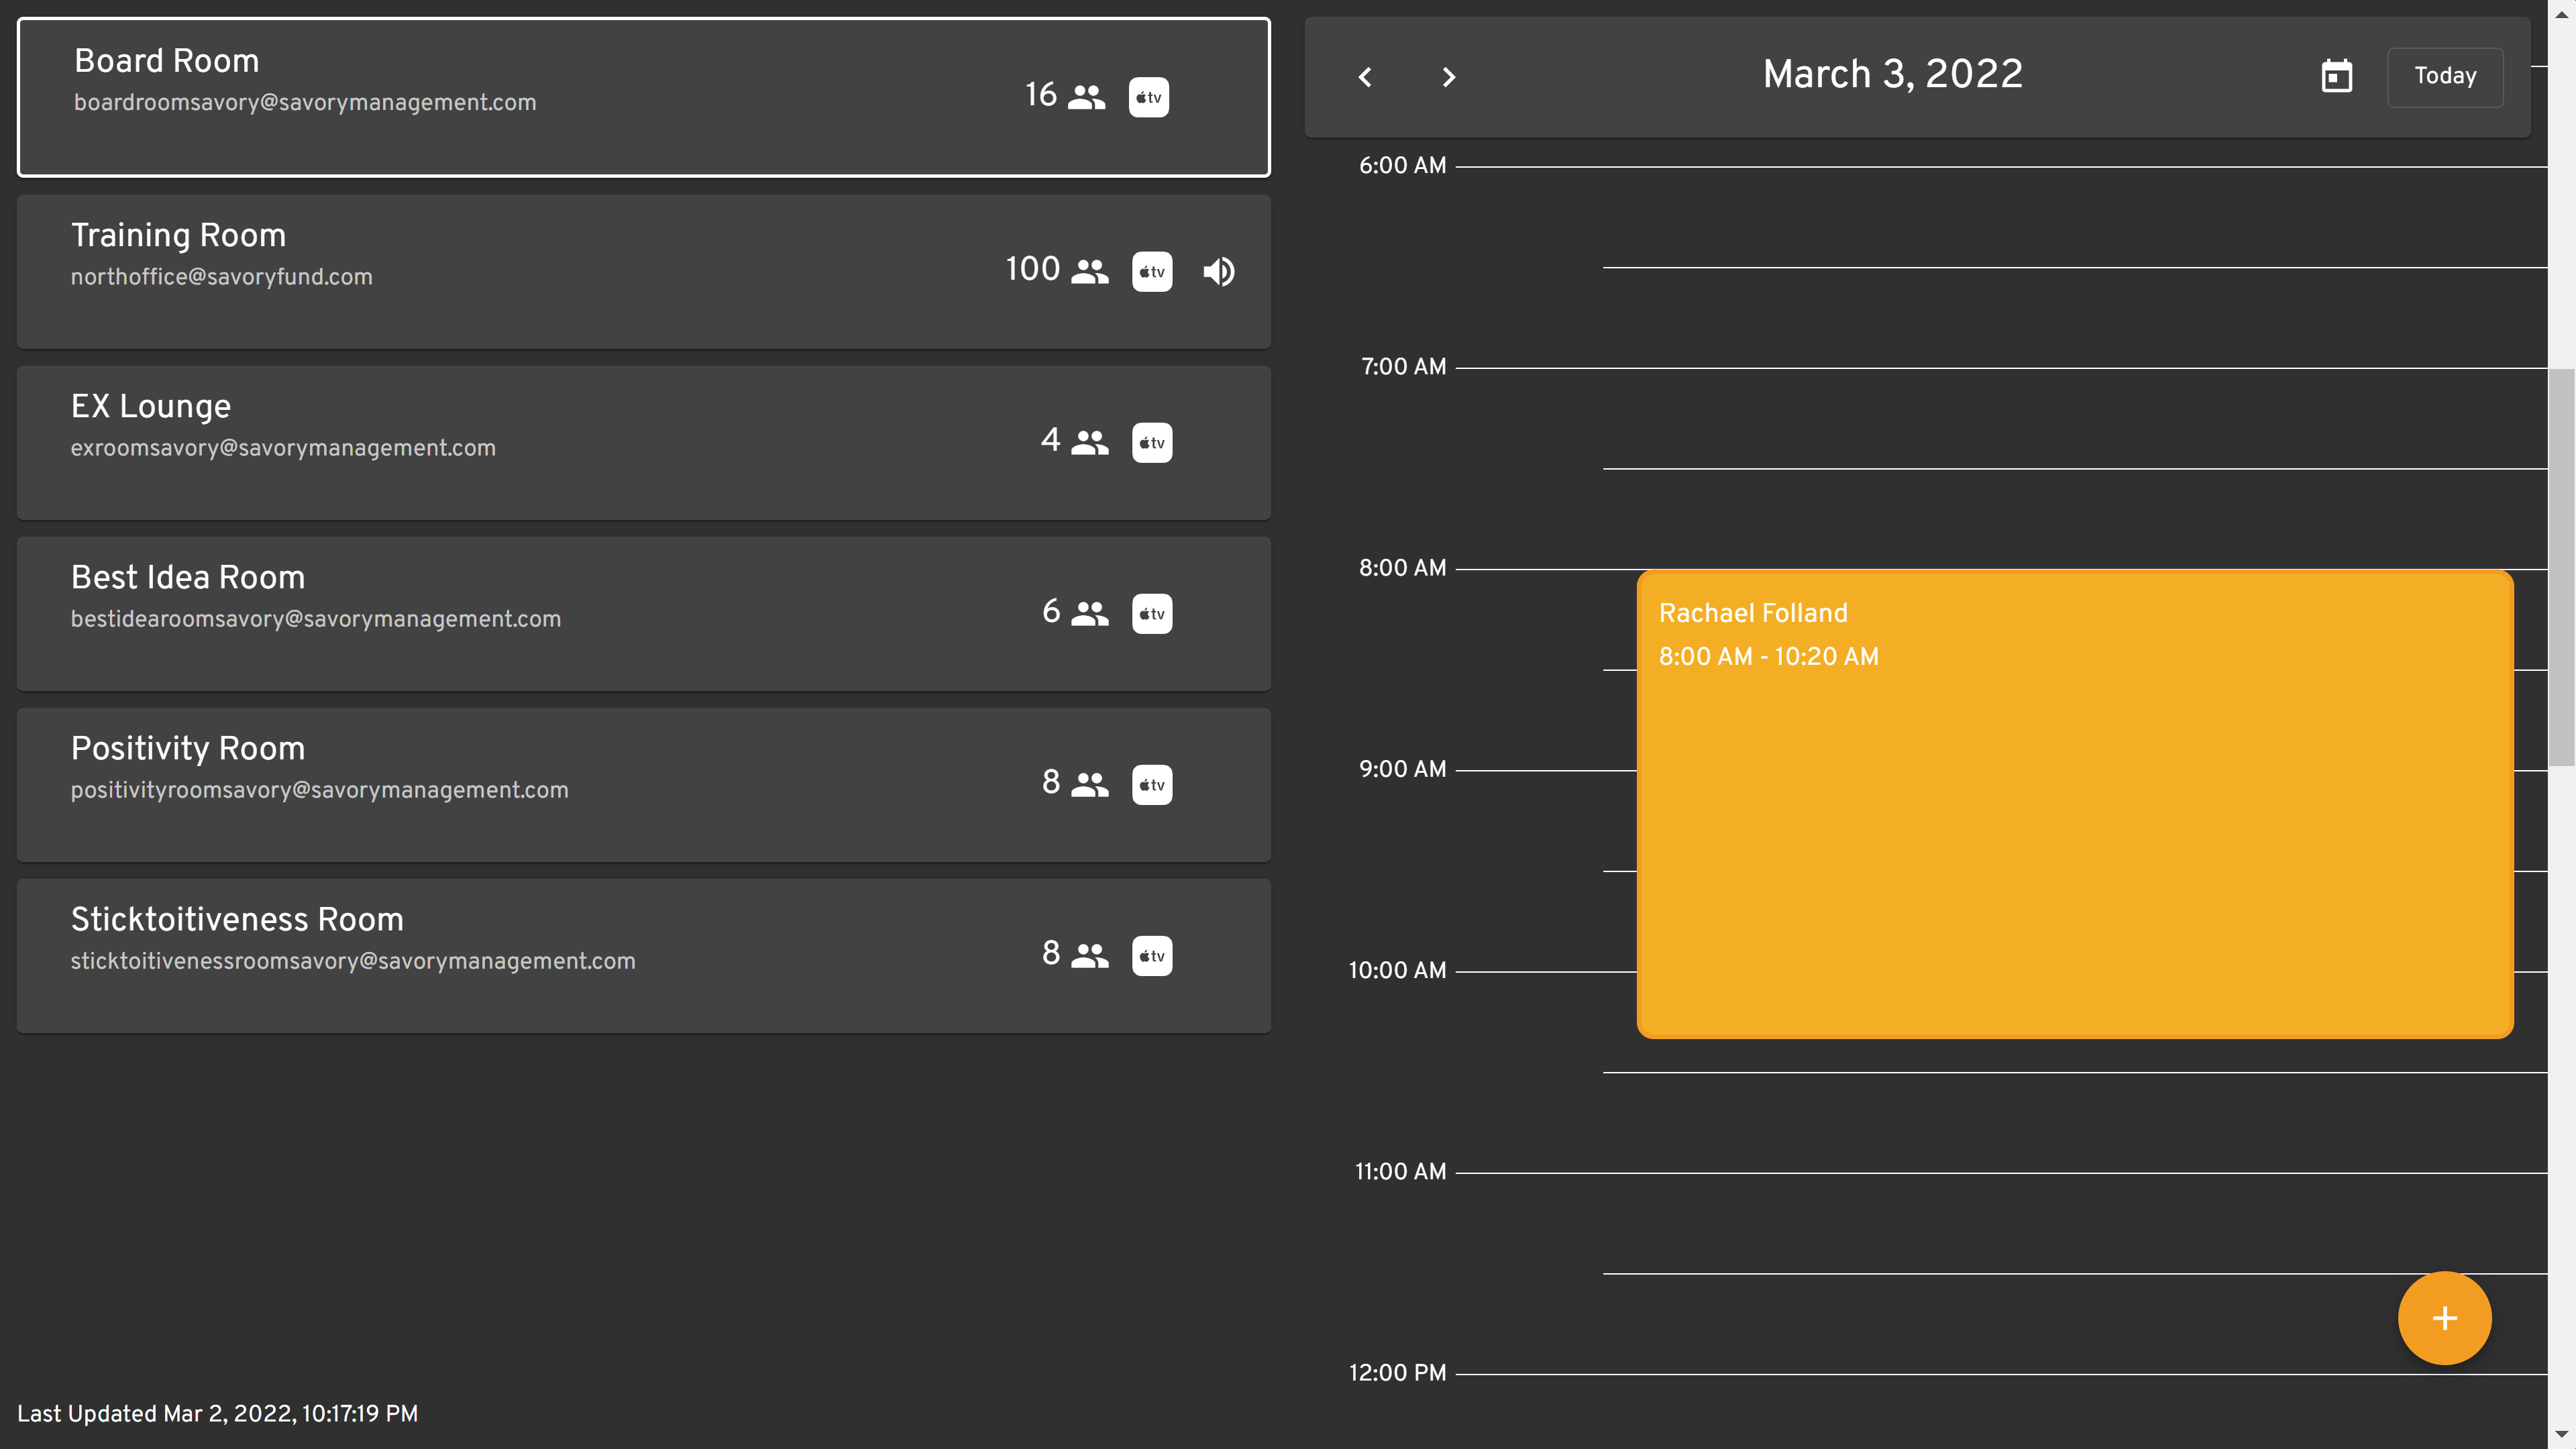 Board Room
boardroomsavory@savorymanagement.com
16
tv
Training Room
northoffice@savoryfund.com
100
tv
EX Lounge
exroomsavory@savorymanagement.com
4
tv
Best Idea Room
bestidearoomsavory@savorymanagement.com
6
tv
Positivity Room
positivityroomsavory@savorymanagement.com
8
tv
Sticktoitiveness Room
sticktoitivenessroomsavory@savorymanagement.com
8
tv
Last Updated Mar 2, 2022, 10:17:19 PM
March 3, 2022
Today
6:00 AM
7:00 AM
8:00 AM
Rachael Folland
8:00 AM - 10:20 AM
9:00 AM
10:00 AM
11:00 AM
12:00 PM